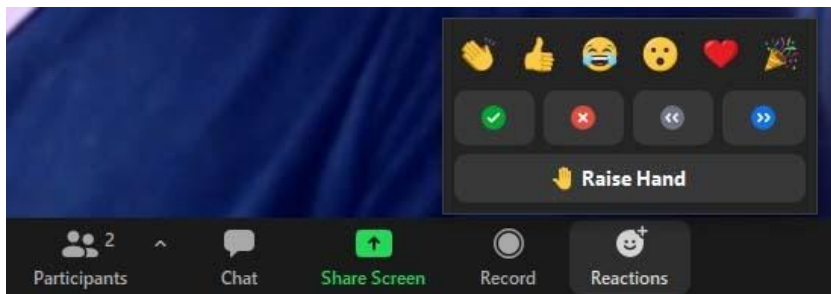 Raise Hand
2
Participants
Chat
Share Screen
Record
Reactions